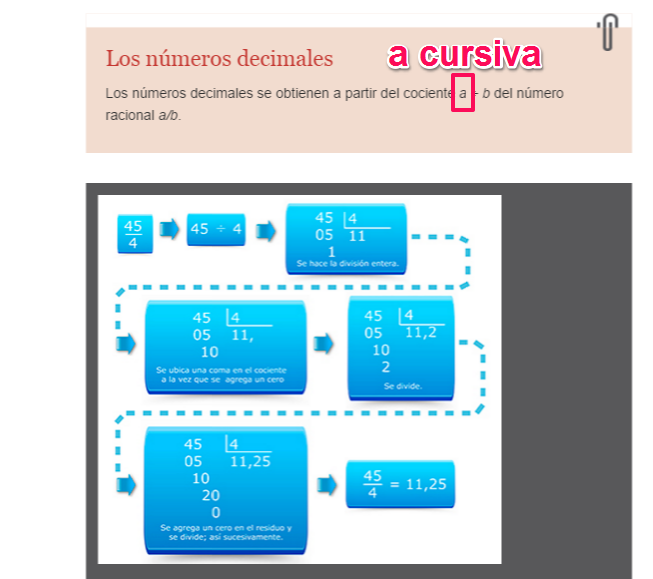 Los números decimales
a cursiva
Los números decimales se obtienen a partir del cociente a ÷ b del número
racional a/b.
45
4
45 ÷ 4
45 4
05 11
1
Se hace la división entera.
45 4
05 11,
10
Se ubica una coma en el cociente
a la vez que se agrega un cero
45 4
05 11,2
10
2
Se divide.
45 4
05 11,25
10
20
0
Se agrega un cero en el residuo y
se divide; así sucesivamente.
45
4
= 11,25